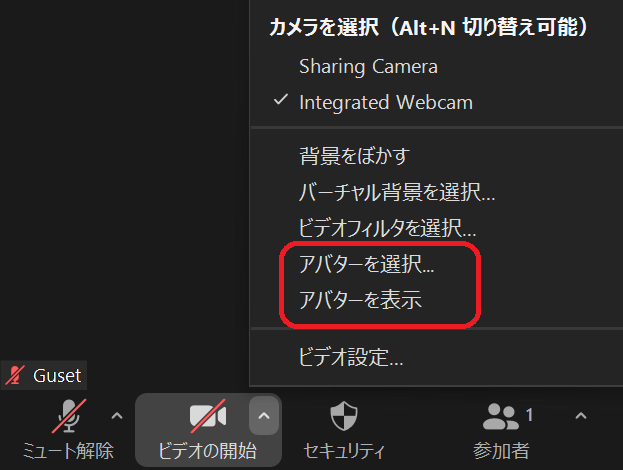 カメラを選択（Alt+N 切り替え可能）
Sharing Camera
Integrated Webcam
背景をぼかす
バーチャル背景を選択...
ビデオフィルタを選択...
アバターを選択...
アバターを表示
ビデオ設定...
Guset
1
ミュート解除
ビデオの開始
セキュリティ
参加者